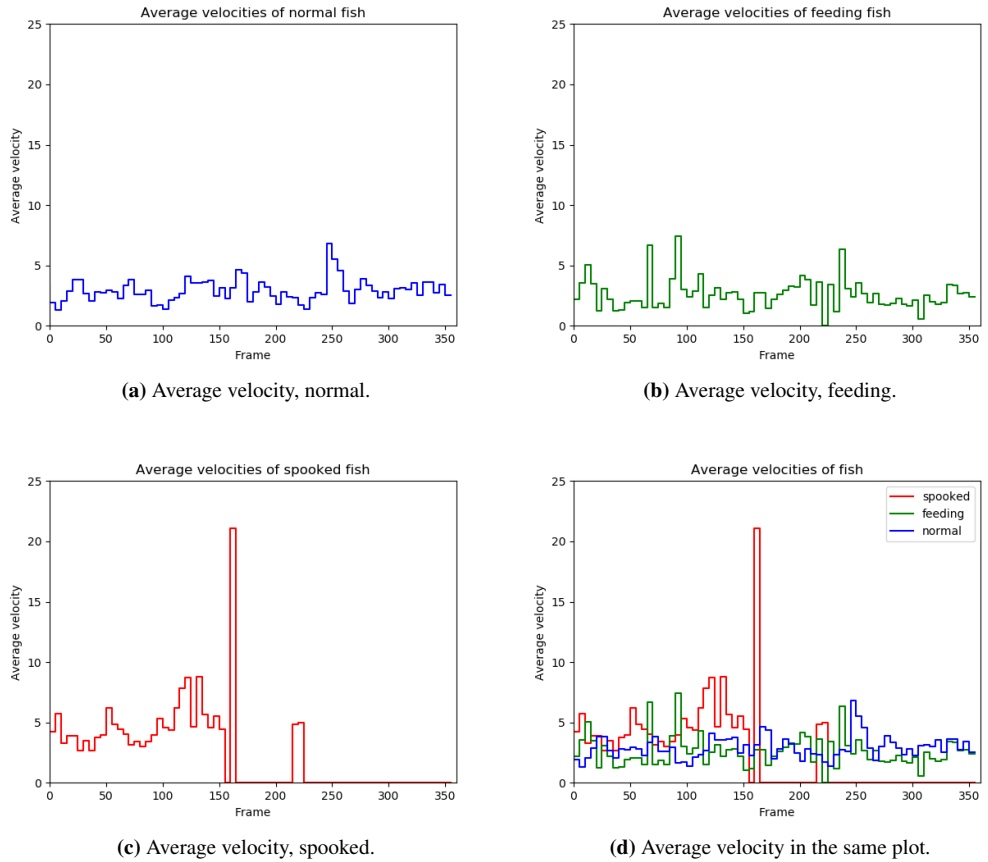 Average velocities of normal fish
25
20
15
10
5
0
Average velocity
0 50 100 150 200 250 300 350
Frame
(a) Average velocity, normal.
Average velocities of feeding fish
25
20
15
10
5
0
Average velocity
0 50 100 150 200 250 300 350
Frame
(b) Average velocity, feeding.
Average velocities of spooked fish
25
20
15
10
5
0
Average velocity
0 50 100 150 200 250 300 350
Frame
(c) Average velocity, spooked.
Average velocities of fish
25
20
15
10
5
0
Average velocity
spooked
feeding
normal
0 50 100 150 200 250 300 350
Frame
(d) Average velocity in the same plot.